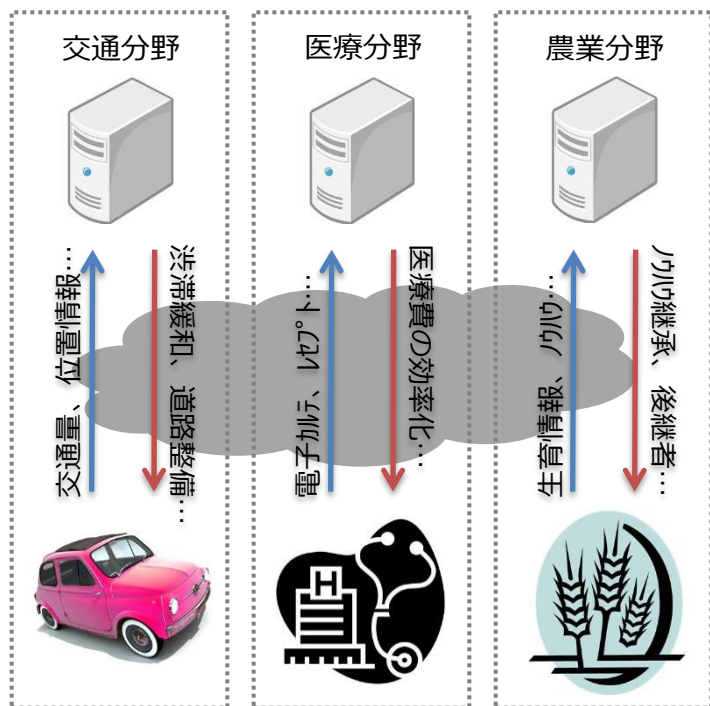 交通分野
交通量、位置情報…
渋滞緩和、道路整備…
医療分野
電子ｶﾙﾃ、ﾚｾﾌﾟﾄ…
医療費の効率化…
H
農業分野
生育情報、ﾉｳﾊｳ…
ﾉｳﾊｳ継承、後継者…